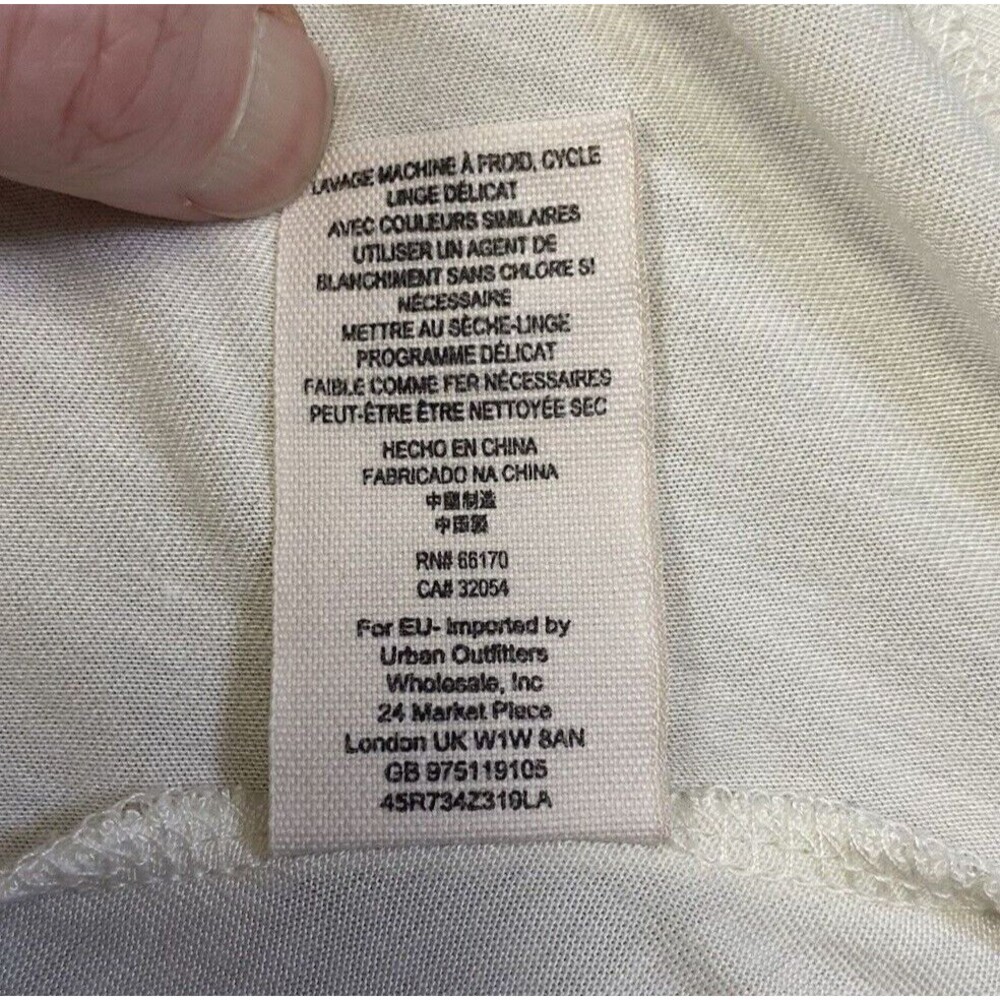 LAVAGE MACHINE À FROID, CYCLE
LINGE DÉLICAT
AVEC COULEURS SIMILAIRES
UTILISER UN AGENT DE
BLANCHIMENT SANS CHLORE SI
NÉCESSAIRE
METTRE AU SÈCHE-LINGE
PROGRAMME DÉLICAT
FAIBLE COMME FER NÉCESSAIRES
PEUT-ÊTRE ÊTRE NETTOYÉE SEC
HECHO EN CHINA
FABRICADO NA CHINA
中國制造
中国製
RN# 66170
CA# 32054
For EU- Imported by
Urban Outfitters
Wholesale, Inc
24 Market Place
London UK W1W 8AN
GB 975119105
45R734Z319LA